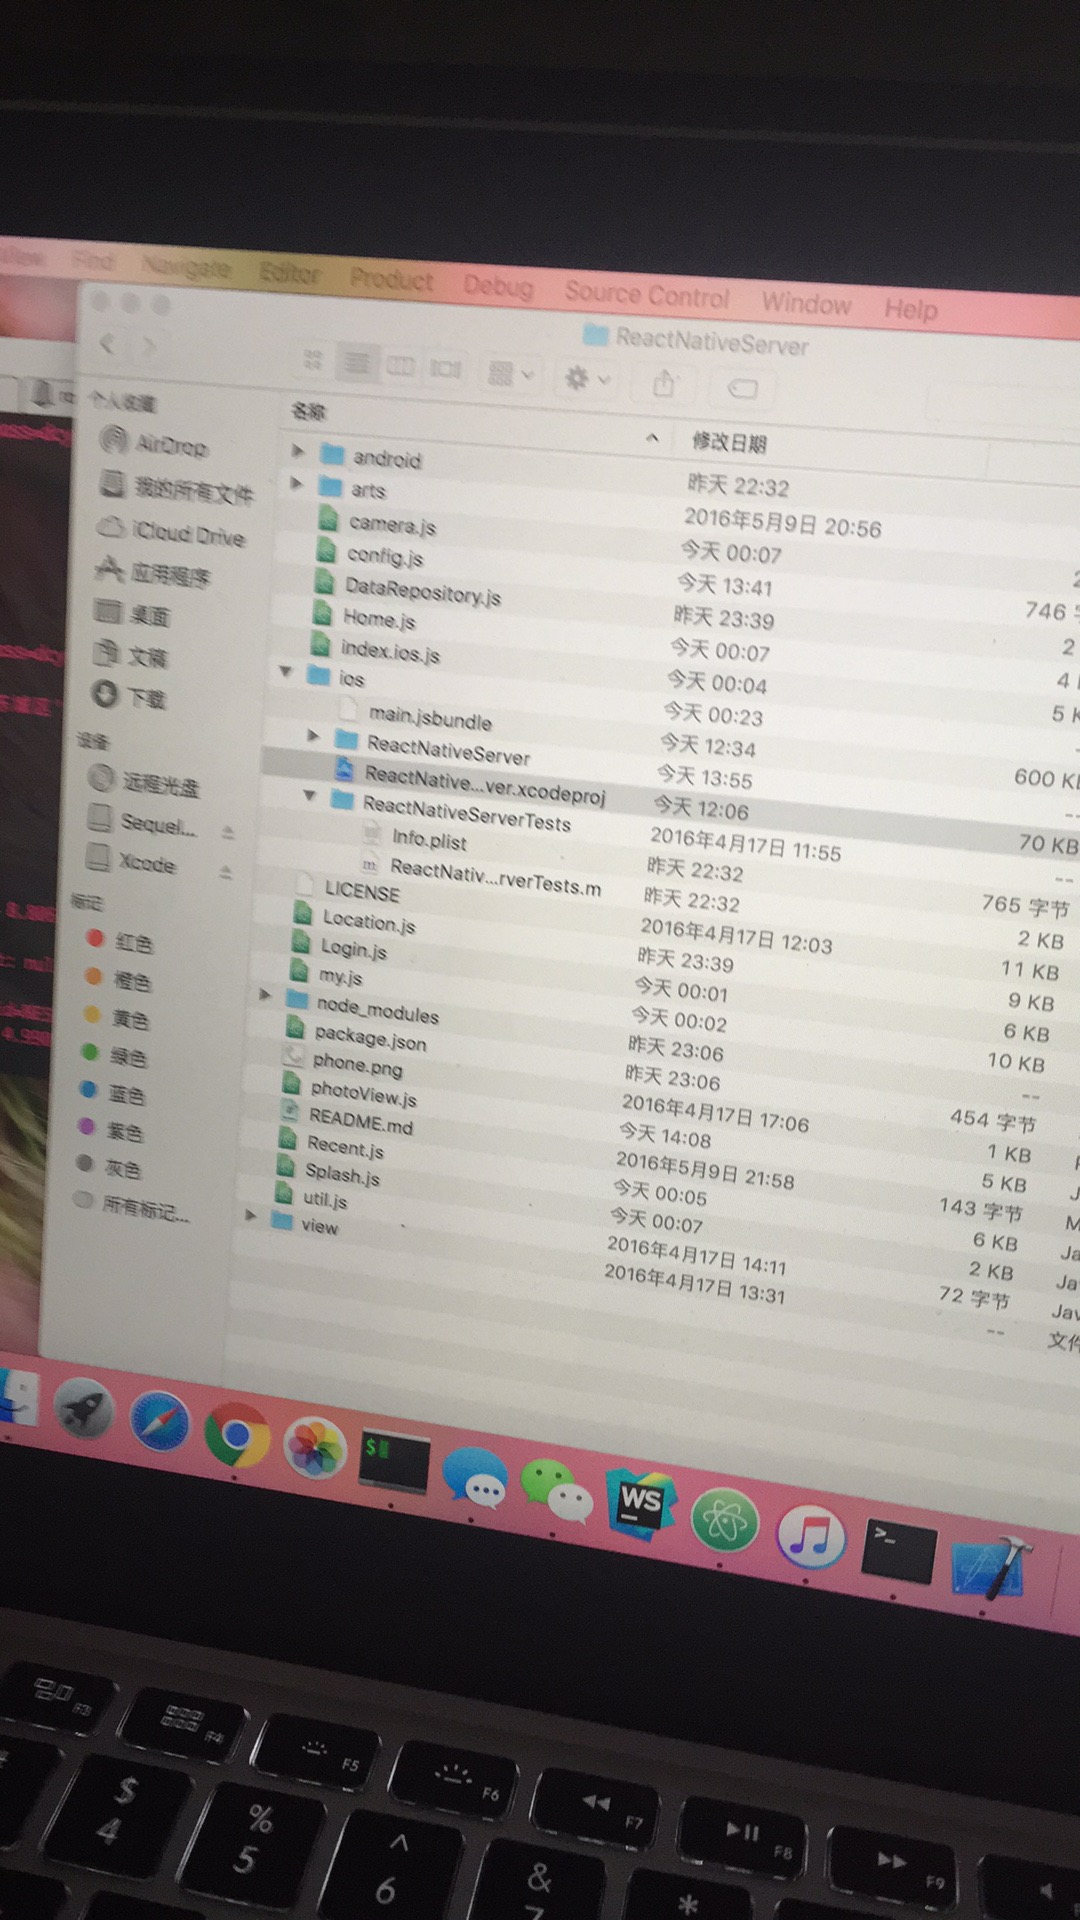 View Find Navigate Editor Product Debug Source Control Window Help
ReactNativeServer
个人收藏
AirDrop
我的所有文件
iCloud Drive
应用程序
桌面
文稿
下载
设备
远程光盘
Sequel...
Xcode
标记
红色
橙色
黄色
绿色
蓝色
紫色
灰色
所有标记...
名称 修改日期
android 昨天 22:32
arts 2016年5月9日 20:56
camera.js 今天 00:07
config.js 今天 13:41 746
DataRepository.js 昨天 23:39 2
Home.js 今天 00:07 4
index.ios.js 今天 00:04 5 K
ios 今天 00:23 --
main.jsbundle 今天 12:34 600 KB
ReactNativeServer 今天 13:55 --
ReactNative...ver.xcodeproj 今天 12:06 70 KB
ReactNativeServerTests 2016年4月17日 11:55 --
Info.plist 昨天 22:32 765 字节
ReactNativ...rverTests.m 昨天 22:32 2 KB
LICENSE 2016年4月17日 12:03 11 KB
Location.js 昨天 23:39 9 KB
Login.js 今天 00:01 6 KB
my.js 今天 00:02 10 KB
node_modules 昨天 23:06 --
package.json 昨天 23:06 454 字节
phone.png 2016年4月17日 17:06 1 KB
photoView.js 今天 14:08 5 KB
README.md 2016年5月9日 21:58 143 字节
Recent.js 今天 00:05 6 KB Ja
Splash.js 今天 00:07 2 KB Ja
util.js 2016年4月17日 14:11 72 字节 Jav
view 2016年4月17日 13:31 -- 文件
WS
F3 F4 F5 F6 F7 F8 F9
$ % ^ & *
4 5 6 7